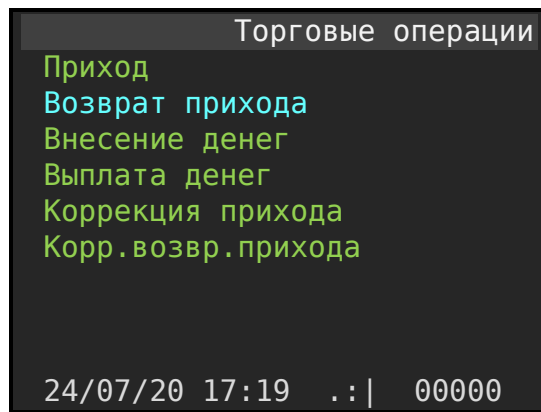 Торговые операции
Приход
Возврат прихода
Внесение денег
Выплата денег
Коррекция прихода
Корр.возвр.прихода
24/07/20 17:19 .:| 00000